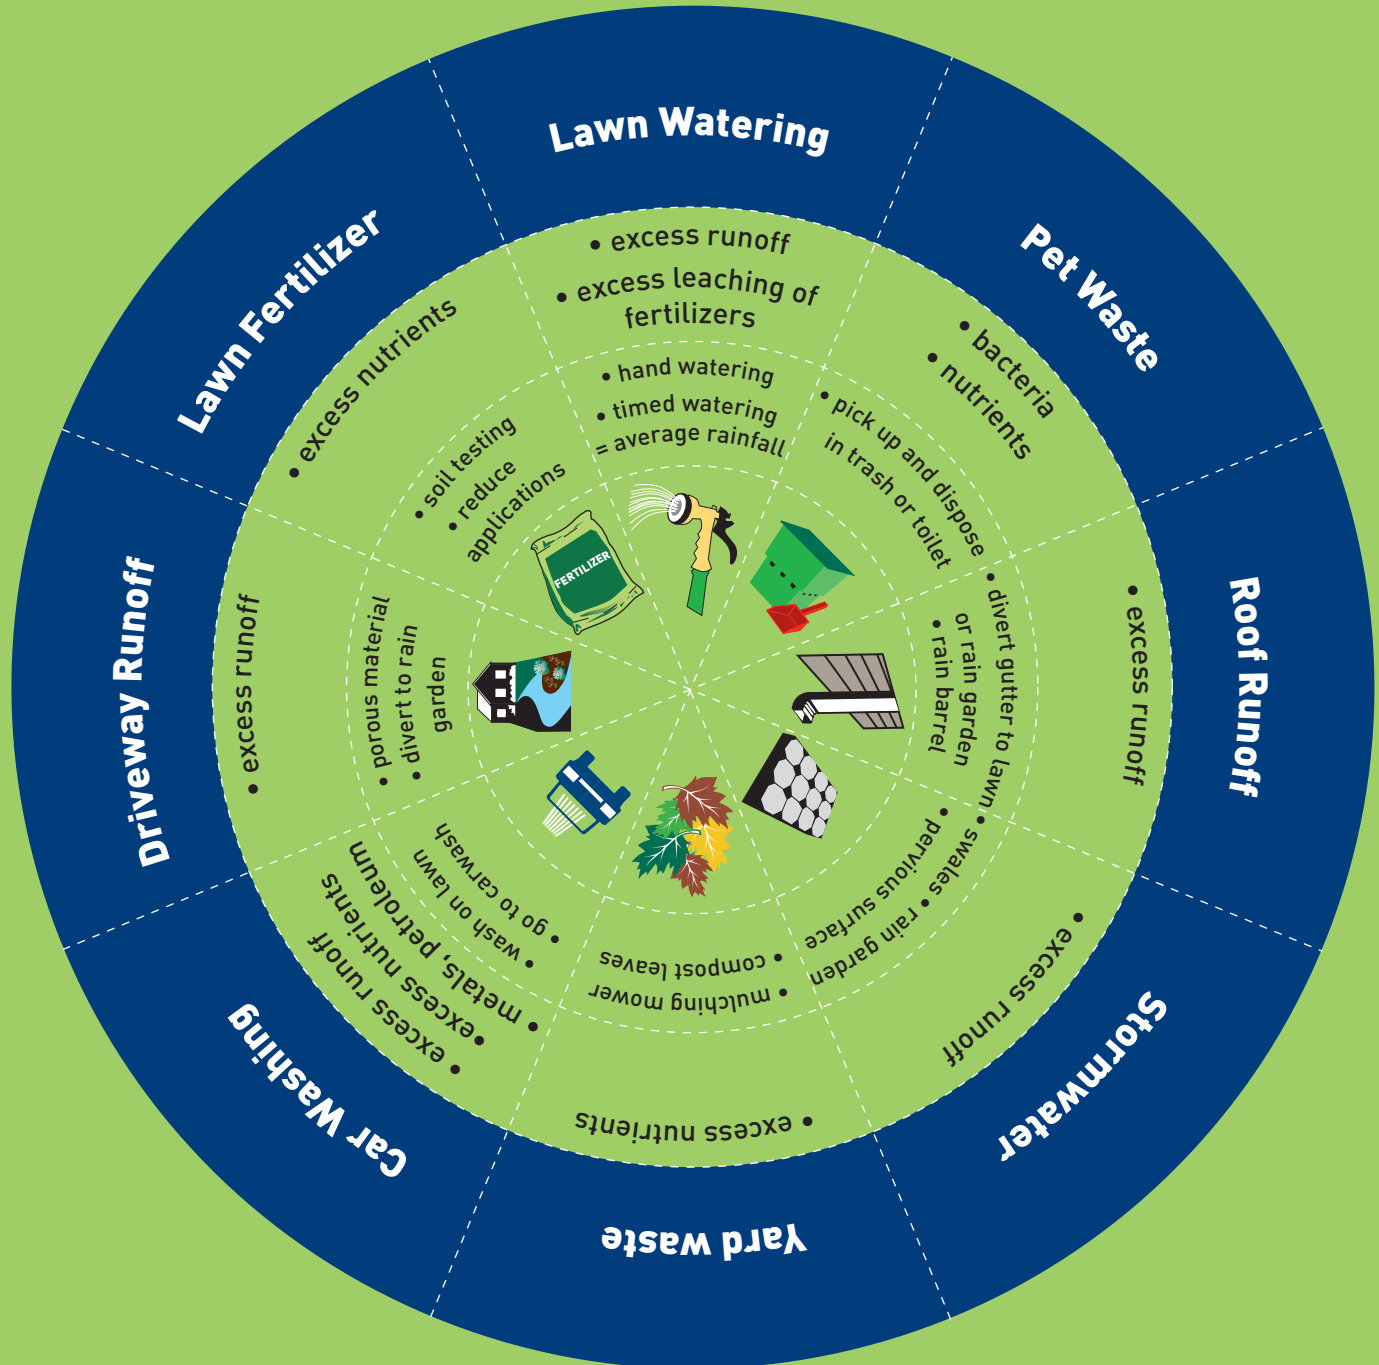 Lawn Watering
• excess runoff
• excess leaching of
fertilizers
• hand watering
• timed watering
= average rainfall
Pet Waste
• bacteria
• nutrients
• pick up and dispose
in trash or toilet
Roof Runoff
• excess runoff
• divert gutter to lawn
or rain garden
• rain barrel
Stormwater
• excess runoff
• swales • rain garden
• pervious surface
Yard waste
• excess nutrients
• mulching mower
• compost leaves
Car Washing
• excess runoff
• excess nutrients
• metals, petroleum
• wash on lawn
• go to carwash
Driveway Runoff
• excess runoff
• porous material
• divert to rain
garden
Lawn Fertilizer
• excess nutrients
• soil testing
• reduce
applications
FERTILIZER